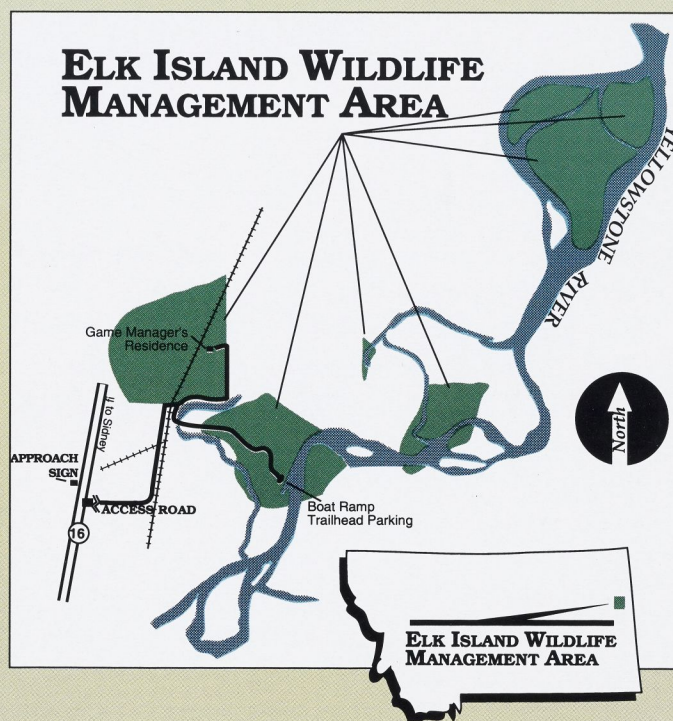 ELK ISLAND WILDLIFE
MANAGEMENT AREA
YELLOWSTONE
RIVER
Game Manager's
Residence
to Sidney
APPROACH
SIGN
ACCESS ROAD
16
Boat Ramp
Trailhead Parking
North
ELK ISLAND WILDLIFE
MANAGEMENT AREA